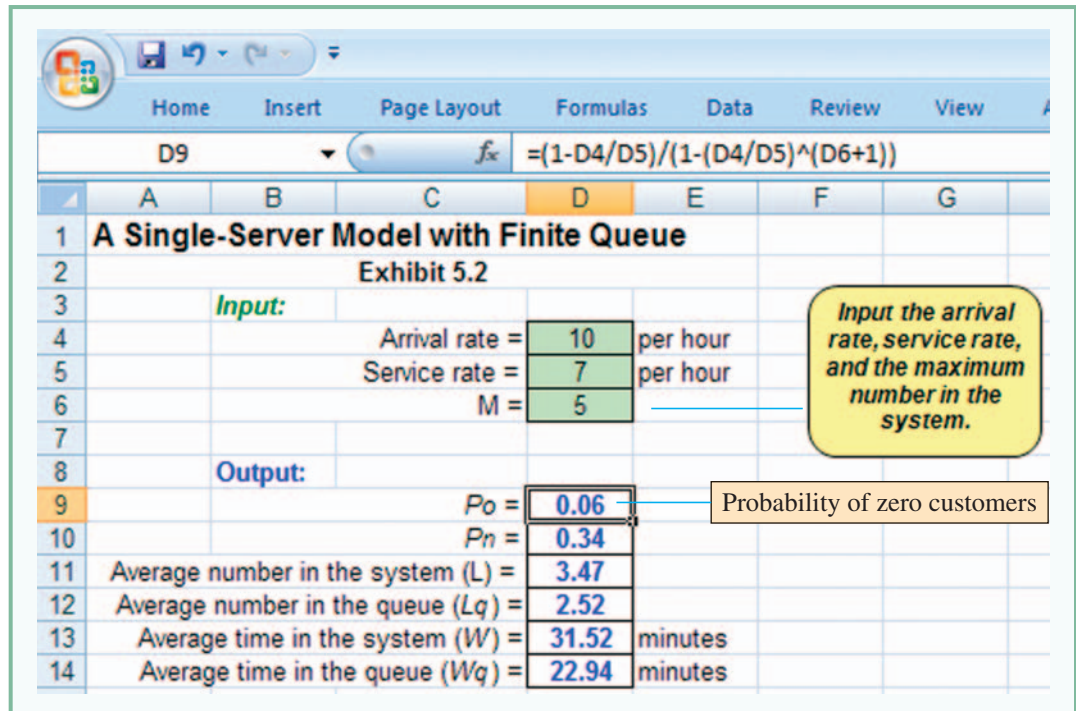 Home Insert Page Layout Formulas Data Review View
D9 fx =(1-D4/D5)/(1-(D4/D5)^(D6+1))
A B C D E F G
1 A Single-Server Model with Finite Queue
2 Exhibit 5.2
3 Input:
4 Arrival rate = 10 per hour
5 Service rate = 7 per hour
6 M = 5
Input the arrival
rate, service rate,
and the maximum
number in the
system.
7
8 Output:
9 Po = 0.06 Probability of zero customers
10 Pn = 0.34
11 Average number in the system (L) = 3.47
12 Average number in the queue (Lq) = 2.52
13 Average time in the system (W) = 31.52 minutes
14 Average time in the queue (Wq) = 22.94 minutes